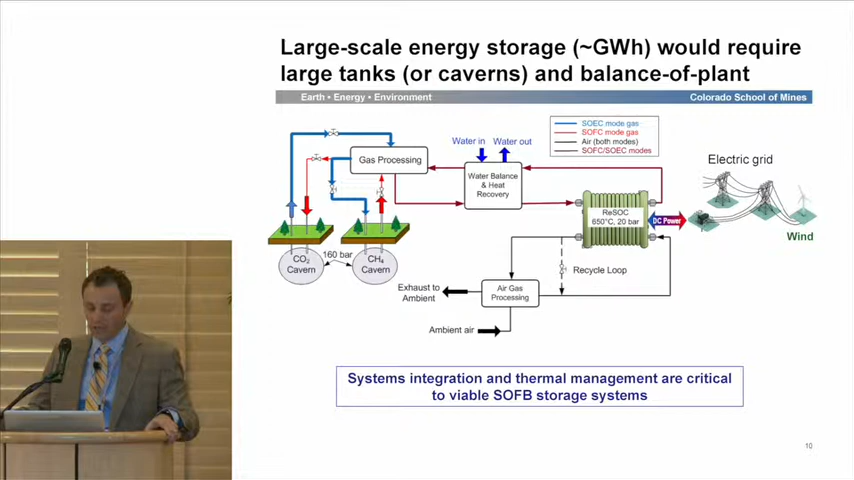 Large-scale energy storage (~GWh) would require
large tanks (or caverns) and balance-of-plant
Earth • Energy • Environment
Colorado School of Mines
SOEC mode gas
SOFC mode gas
Air (both modes)
SOFC/SOEC modes
Water in
Water out
Gas Processing
Water Balance
& Heat
Recovery
Electric grid
ReSOC
650°C, 20 bar
DC Power
Wind
CO2
Cavern
160 bar
CH4
Cavern
Recycle Loop
Exhaust to
Ambient
Air Gas
Processing
Ambient air
Systems integration and thermal management are critical
to viable SOFB storage systems
10